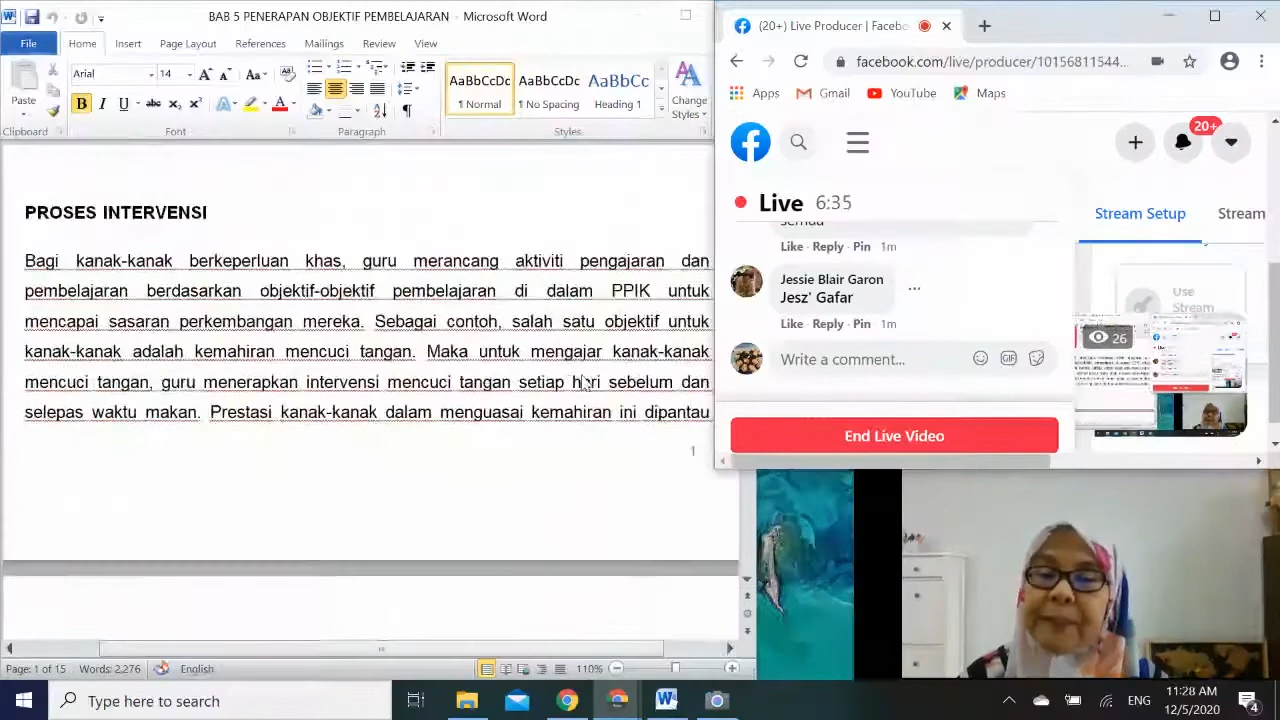 BAB 5 PENERAPAN OBJEKTIF PEMBELAJARAN - Microsoft Word
File Home Insert Page Layout References Mailings Review View
Paste
Arial 14
AaBbCcDc AaBbCcDc AaBbCc
¶ Normal ¶ No Spacing Heading 1
Change
Styles
Clipboard Font Paragraph Styles
PROSES INTERVENSI
Bagi kanak-kanak berkeperluan khas, guru merancang aktiviti pengajaran dan
pembelajaran berdasarkan objektif-objektif pembelajaran di dalam PPIK untuk
mencapai sasaran perkembangan mereka. Sebagai contoh, salah satu objektif untuk
kanak-kanak adalah kemahiran mencuci tangan. Maka untuk mengajar kanak-kanak
mencuci tangan, guru menerapkan intervensi mencuci tangan setiap hari sebelum dan
selepas waktu makan. Prestasi kanak-kanak dalam menguasai kemahiran ini dipantau
1
Page: 1 of 15 Words: 2,276 English 110%
(20+) Live Producer | Facebo
facebook.com/live/producer/10156811544...
Apps Gmail YouTube Maps
20+
Live 6:35
Stream Setup Stream
semua
Like · Reply · Pin 1m
Jessie Blair Garon
Jesz' Gafar
Like · Reply · Pin 1m
Write a comment...
GIF
Use
Stream
26
End Live Video
Type here to search
ENG
11:28 AM
12/5/2020
4